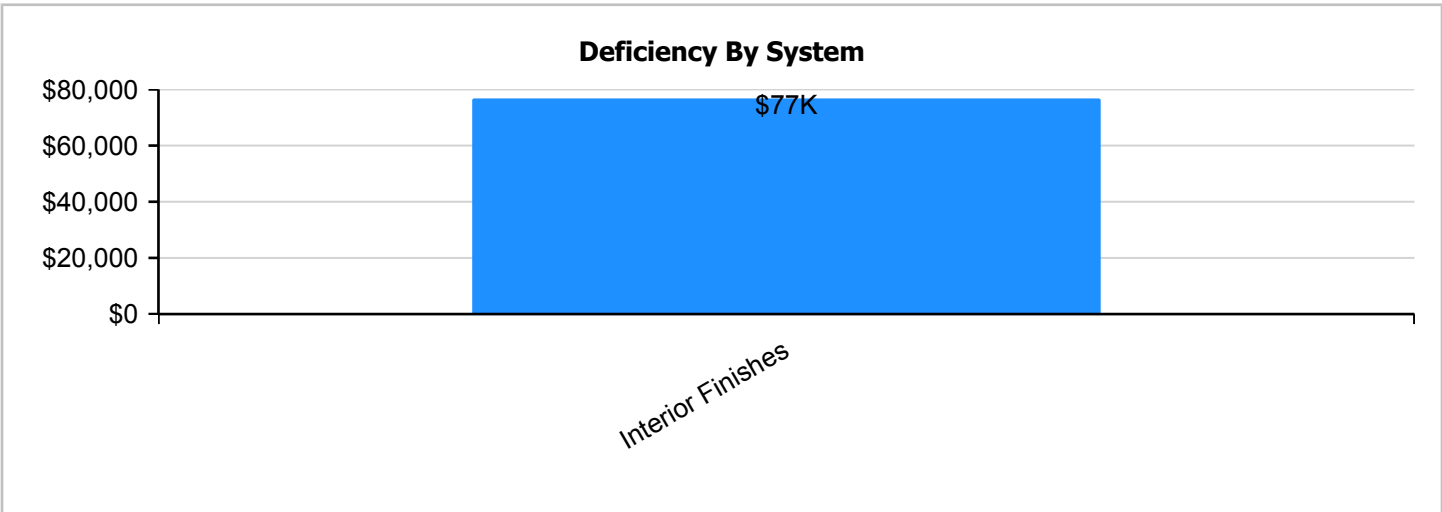 Deficiency By System
$80,000
$77K
$60,000
$40,000
$20,000
$0
Interior Finishes